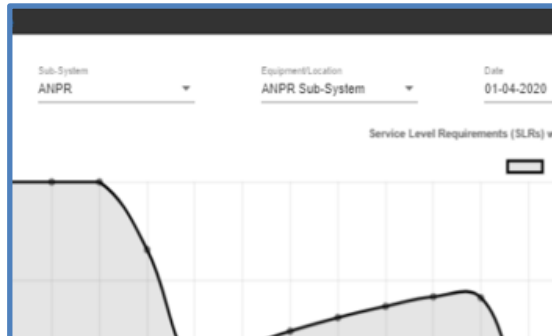 Sub-System
Equipment/Location
Date
ANPR
ANPR Sub-System
01-04-2020
Service Level Requirements (SLRs) w